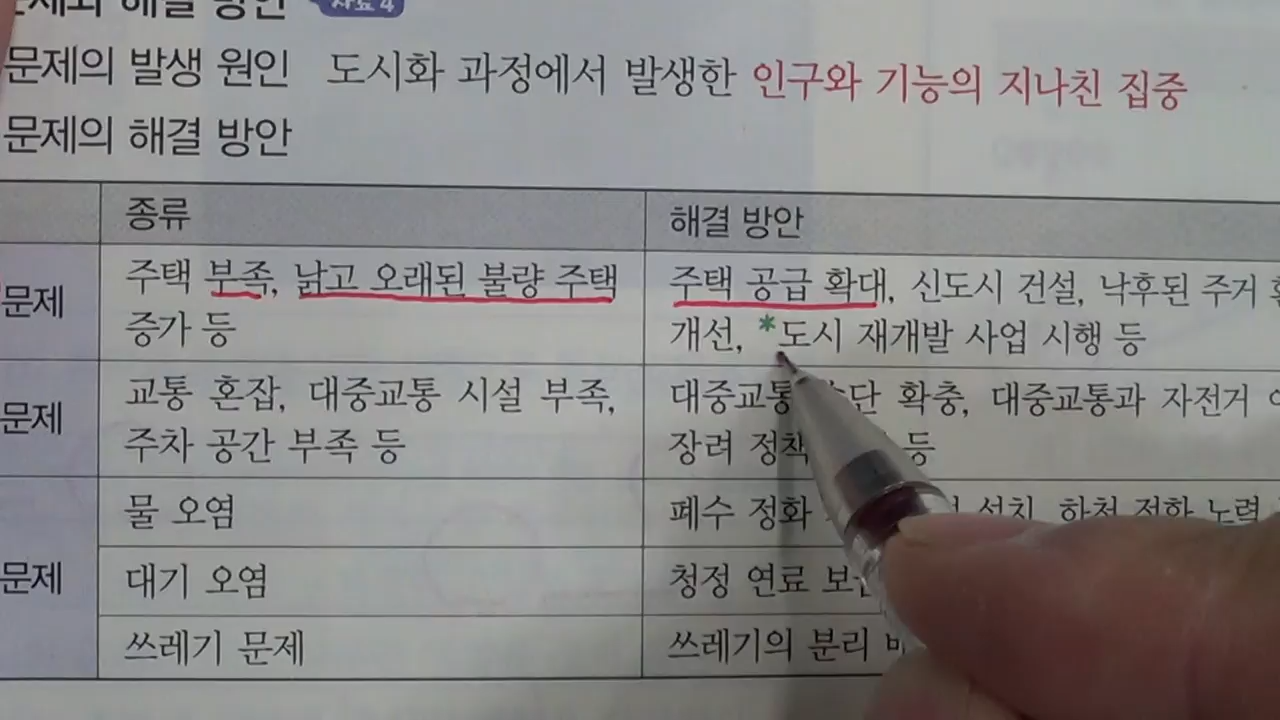 해결 방안 자료 4
문제의 발생 원인 도시화 과정에서 발생한 인구와 기능의 지나친 집중
문제의 해결 방안
종류 해결 방안
문제
주택 부족, 낡고 오래된 불량 주택
증가 등
주택 공급 확대, 신도시 건설, 낙후된 주거
개선, *도시 재개발 사업 시행 등
문제
교통 혼잡, 대중교통 시설 부족,
주차 공간 부족 등
대중교통 확충, 대중교통과 자전거
장려 정책 등
문제
물 오염
폐수 정화 설치, 하천 정화 노력
대기 오염
청정 연료
쓰레기 문제
쓰레기의 분리